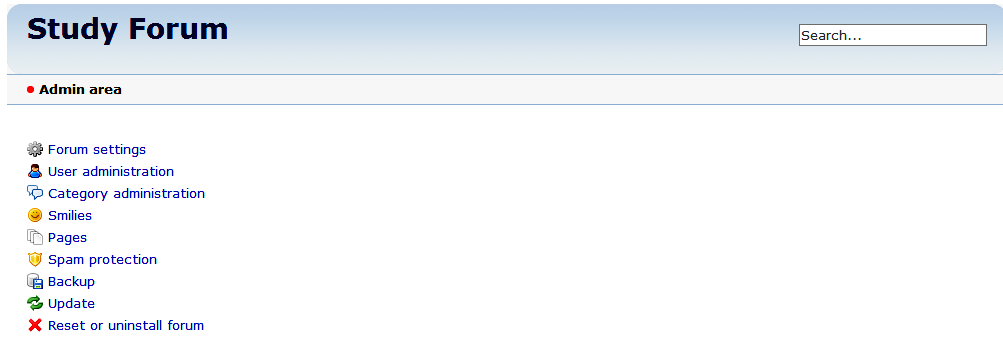 Study Forum
Search...
Admin area
Forum settings
User administration
Category administration
Smilies
Pages
Spam protection
Backup
Update
Reset or uninstall forum